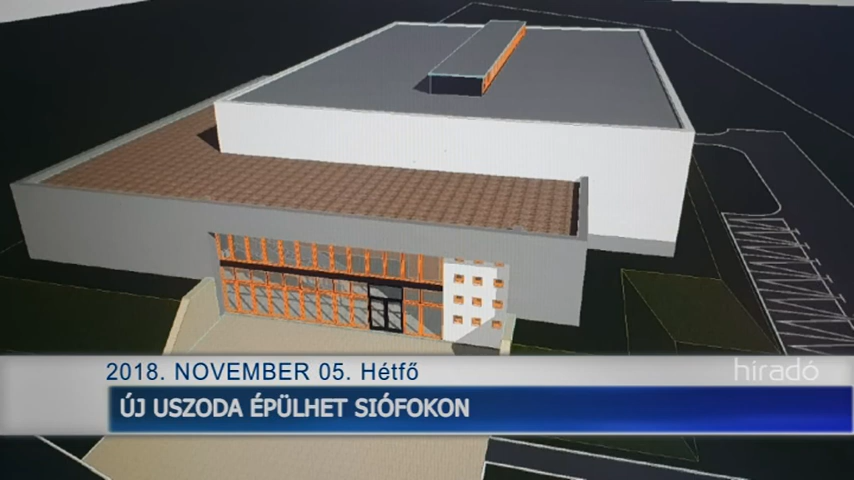 2018. NOVEMBER 05. Hétfő
híradó
ÚJ USZODA ÉPÜLHET SIÓFOKON